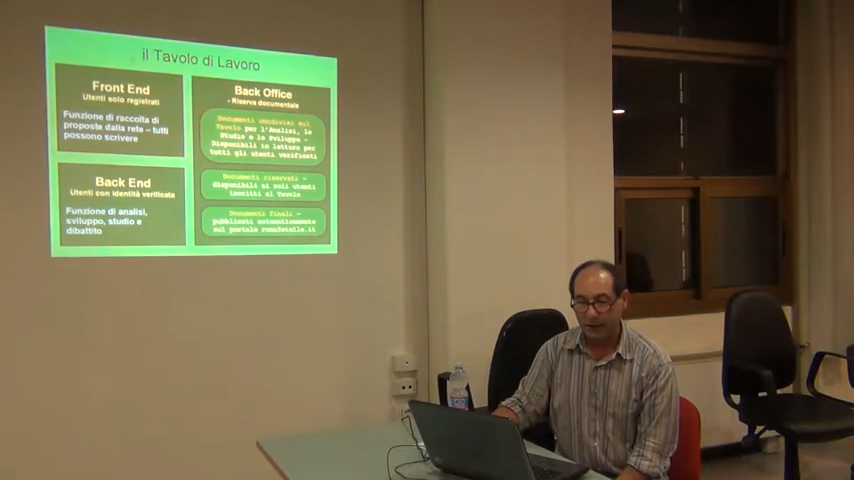 il Tavolo di Lavoro
Front End
Utenti solo registrati
Funzione di raccolta di
proposte dalla rete – tutti
possono scrivere
Back End
Utenti con identità verificata
Funzione di analisi,
sviluppo, studio e
dibattito
Back Office
- Riserva documentale
Documenti condivisi sul
Tavolo per l'Analisi, lo
Studio e lo Sviluppo –
Disponibili in lettura per
tutti gli utenti verificati
Documenti riservati –
disponibili ai soli utenti
iscritti al Tavolo
Documenti finali –
pubblicati automaticamente
sul portale